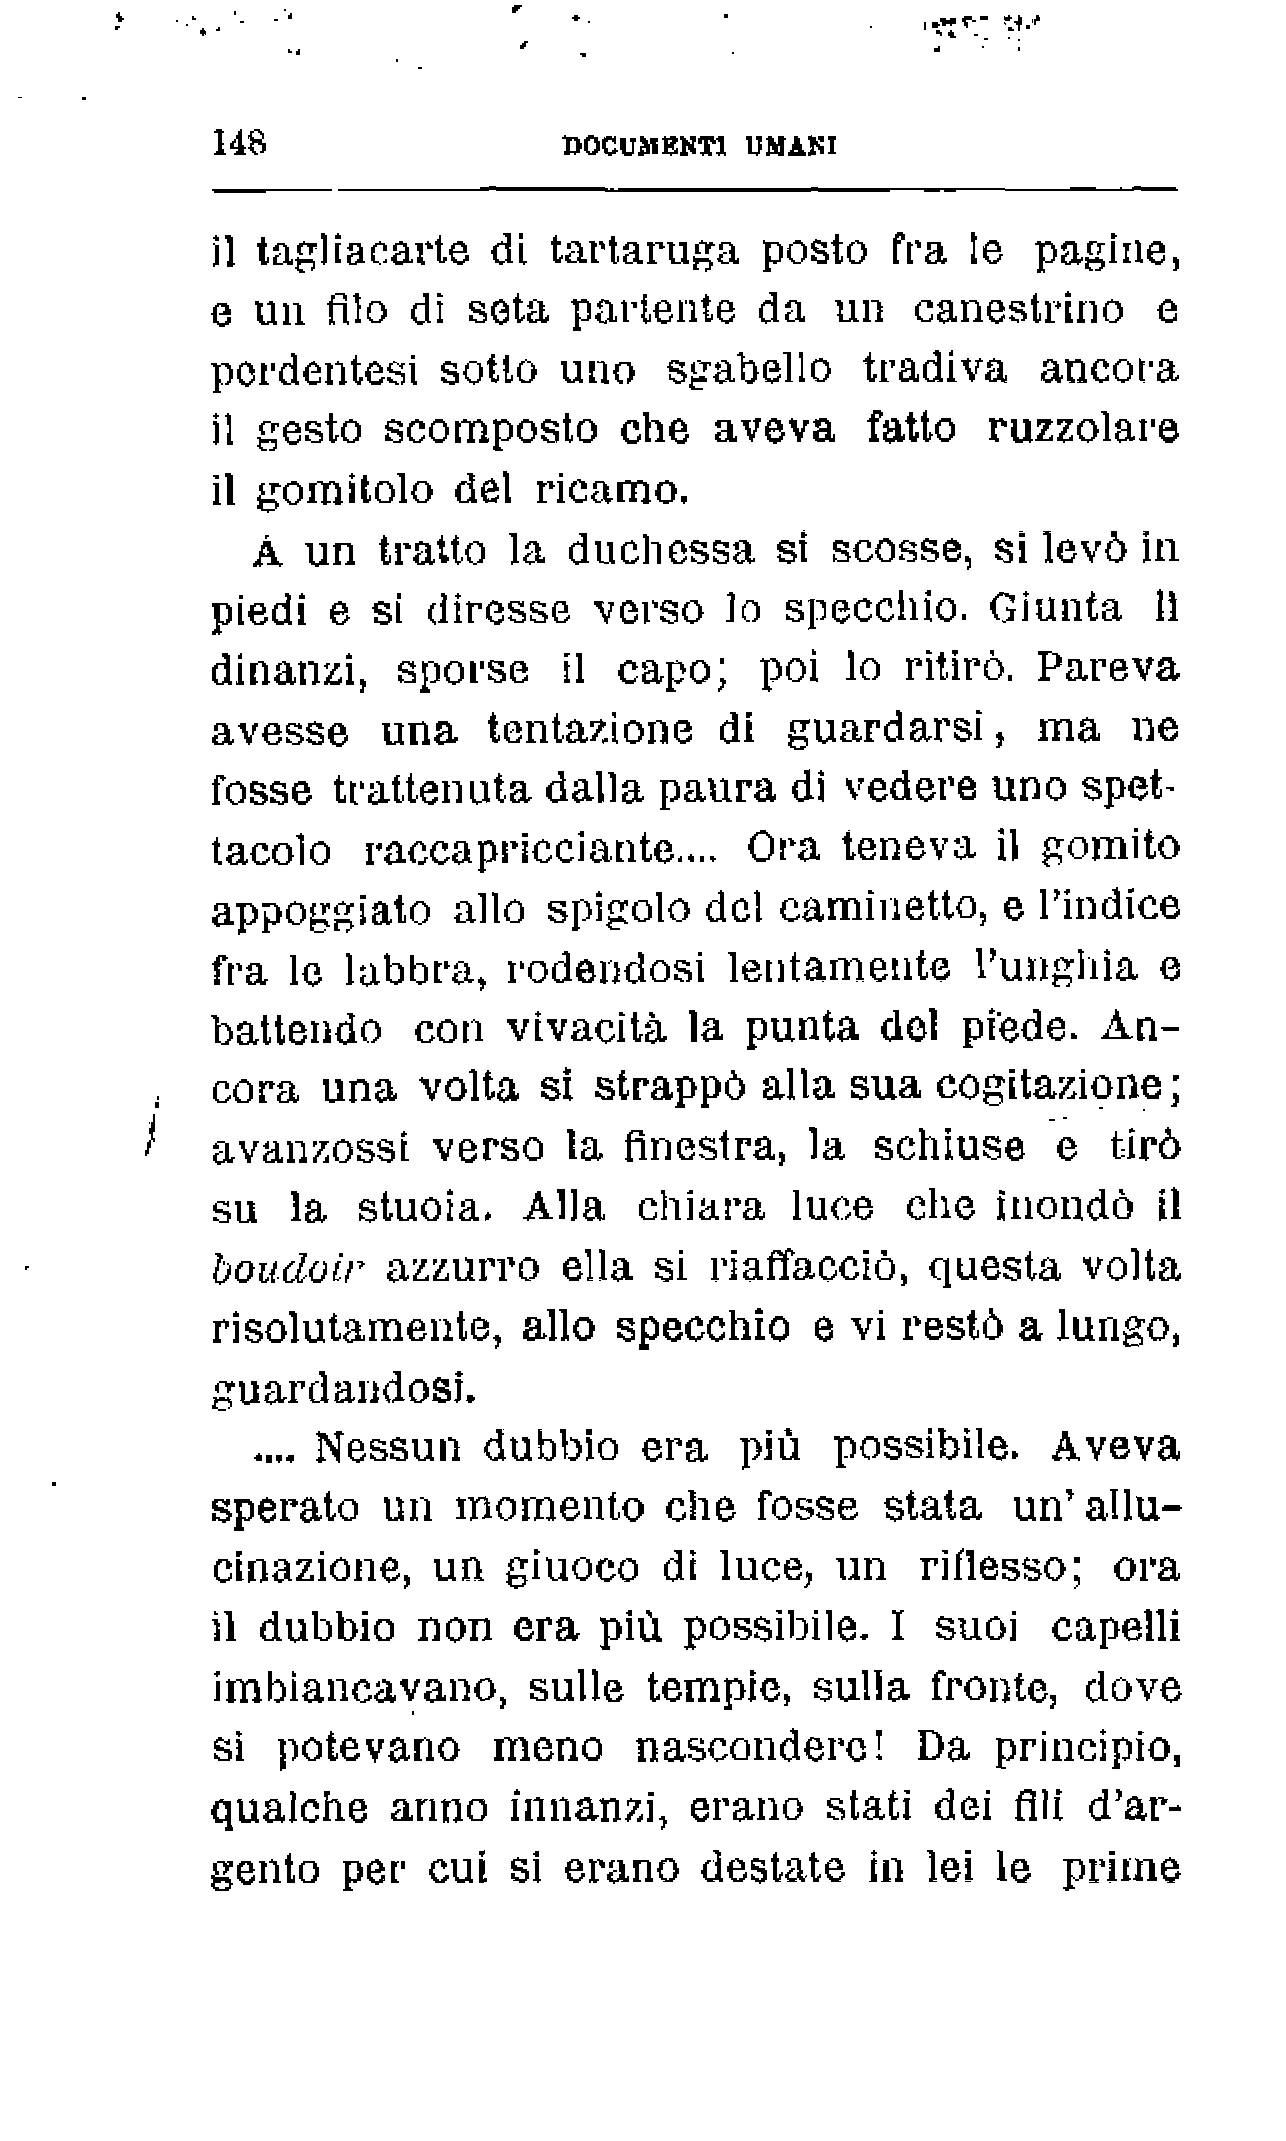 148 DOCUMENTI UMANI
il tagliacarte di tartaruga posto fra le pagine,
e un filo di seta partente da un canestrino e
perdentesi sotto uno sgabello tradiva ancora
il gesto scomposto che aveva fatto ruzzolare
il gomitolo del ricamo.
A un tratto la duchessa si scosse, si levò in
piedi e si diresse verso lo specchio. Giunta lì
dinanzi, sporse il capo; poi lo ritirò. Pareva
avesse una tentazione di guardarsi, ma ne
fosse trattenuta dalla paura di vedere uno spet-
tacolo raccapricciante.... Ora teneva il gomito
appoggiato allo spigolo del caminetto, e l'indice
fra le labbra, rodendosi lentamente l'unghia e
battendo con vivacità la punta del piede. An-
cora una volta si strappò alla sua cogitazione;
avanzossi verso la finestra, la schiuse e tirò
su la stuoia. Alla chiara luce che inondò il
boudoir azzurro ella si riaffacciò, questa volta
risolutamente, allo specchio e vi restò a lungo,
guardandosi.
.... Nessun dubbio era più possibile. Aveva
sperato un momento che fosse stata un' allu-
cinazione, un giuoco di luce, un riflesso; ora
il dubbio non era più possibile. I suoi capelli
imbiancavano, sulle tempie, sulla fronte, dove
si potevano meno nascondere! Da principio,
qualche anno innanzi, erano stati dei fili d'ar-
gento per cui si erano destate in lei le prime